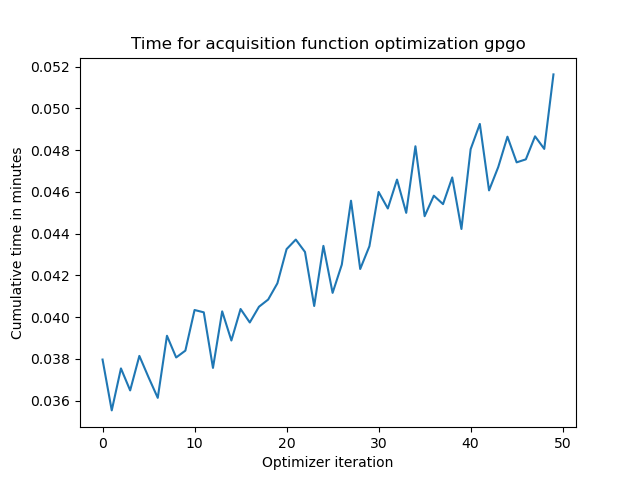 Time for acquisition function optimization gpgo
0.052
0.050
0.048
0.046
0.044
0.042
0.040
0.038
0.036
Cumulative time in minutes
0 10 20 30 40 50
Optimizer iteration